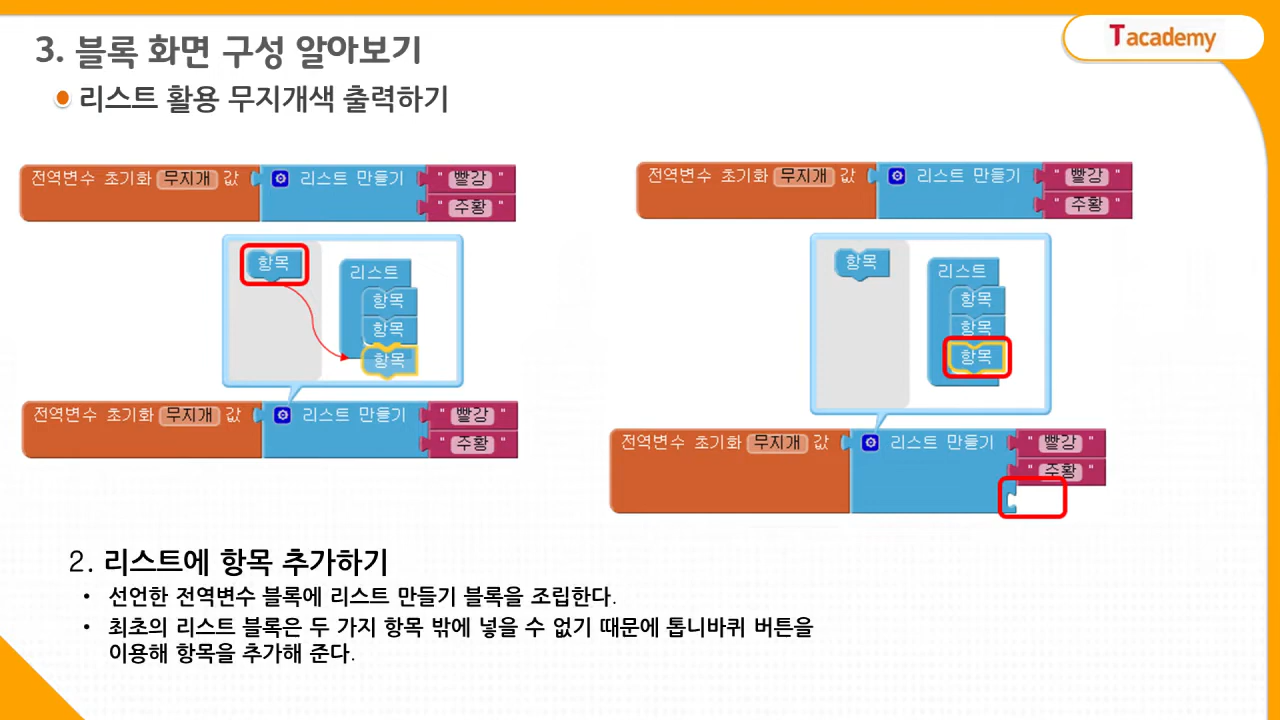 3. 블록 화면 구성 알아보기
Tacademy
리스트 활용 무지개색 출력하기
전역변수 초기화 무지개 값 리스트 만들기 " 빨강 "
" 주황 "
항목
리스트
항목
항목
항목
전역변수 초기화 무지개 값 리스트 만들기 " 빨강 "
" 주황 "
전역변수 초기화 무지개 값 리스트 만들기 " 빨강 "
" 주황 "
항목
리스트
항목
항목
항목
전역변수 초기화 무지개 값 리스트 만들기 " 빨강 "
" 주황 "
2. 리스트에 항목 추가하기
• 선언한 전역변수 블록에 리스트 만들기 블록을 조립한다.
• 최초의 리스트 블록은 두 가지 항목 밖에 넣을 수 없기 때문에 톱니바퀴 버튼을
이용해 항목을 추가해 준다.